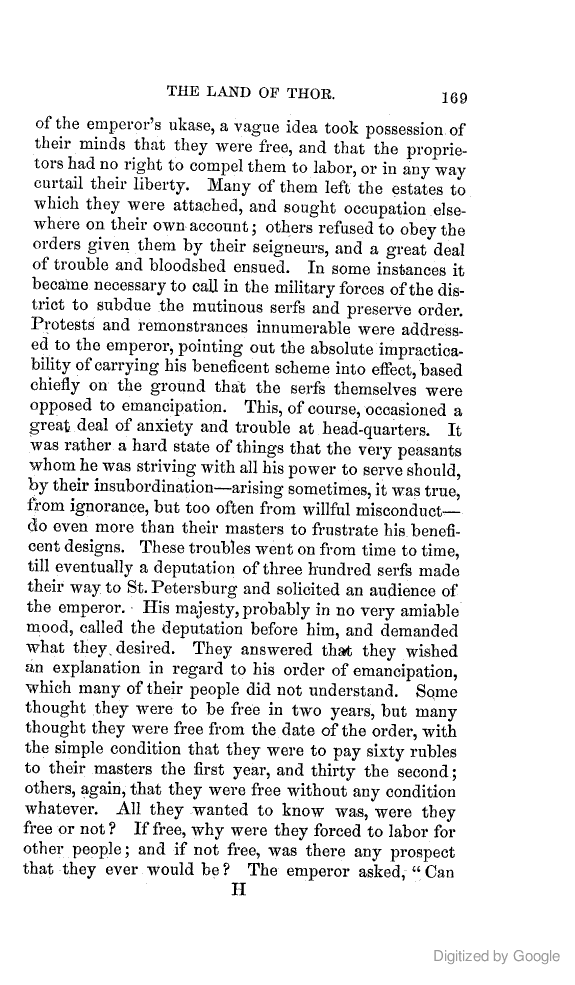 THE LAND OF THOR. 169
of the emperor's ukase, a vague idea took possession of
their minds that they were free, and that the proprie-
tors had no right to compel them to labor, or in any way
curtail their liberty. Many of them left the estates to
which they were attached, and sought occupation else-
where on their own account; others refused to obey the
orders given them by their seigneurs, and a great deal
of trouble and bloodshed ensued. In some instances it
became necessary to call in the military forces of the dis-
trict to subdue the mutinous serfs and preserve order.
Protests and remonstrances innumerable were address-
ed to the emperor, pointing out the absolute impractica-
bility of carrying his beneficent scheme into effect, based
chiefly on the ground that the serfs themselves were
opposed to emancipation. This, of course, occasioned a
great deal of anxiety and trouble at head-quarters. It
was rather a hard state of things that the very peasants
whom he was striving with all his power to serve should,
by their insubordination—arising sometimes, it was true,
from ignorance, but too often from willful misconduct—
do even more than their masters to frustrate his benefi-
cent designs. These troubles went on from time to time,
till eventually a deputation of three hundred serfs made
their way to St. Petersburg and solicited an audience of
the emperor. His majesty, probably in no very amiable
mood, called the deputation before him, and demanded
what they desired. They answered that they wished
an explanation in regard to his order of emancipation,
which many of their people did not understand. Some
thought they were to be free in two years, but many
thought they were free from the date of the order, with
the simple condition that they were to pay sixty rubles
to their masters the first year, and thirty the second;
others, again, that they were free without any condition
whatever. All they wanted to know was, were they
free or not? If free, why were they forced to labor for
other people; and if not free, was there any prospect
that they ever would be? The emperor asked, "Can
H
Digitized by Google